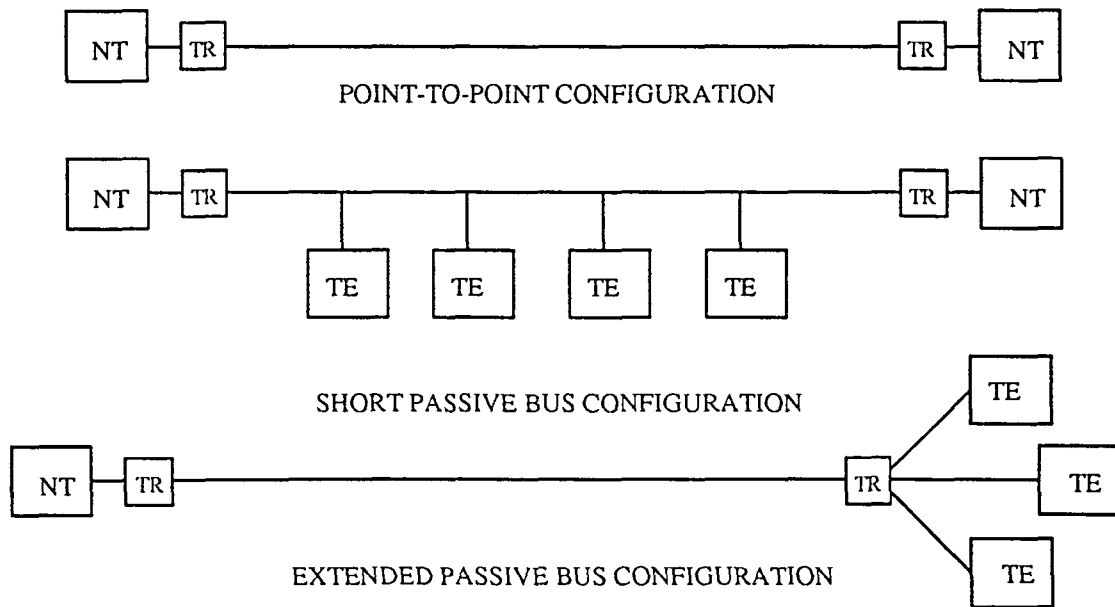 NT TR TR NT
POINT-TO-POINT CONFIGURATION
NT TR TR NT
TE TE TE TE
TE
SHORT PASSIVE BUS CONFIGURATION
NT TR TR TE
TE
EXTENDED PASSIVE BUS CONFIGURATION